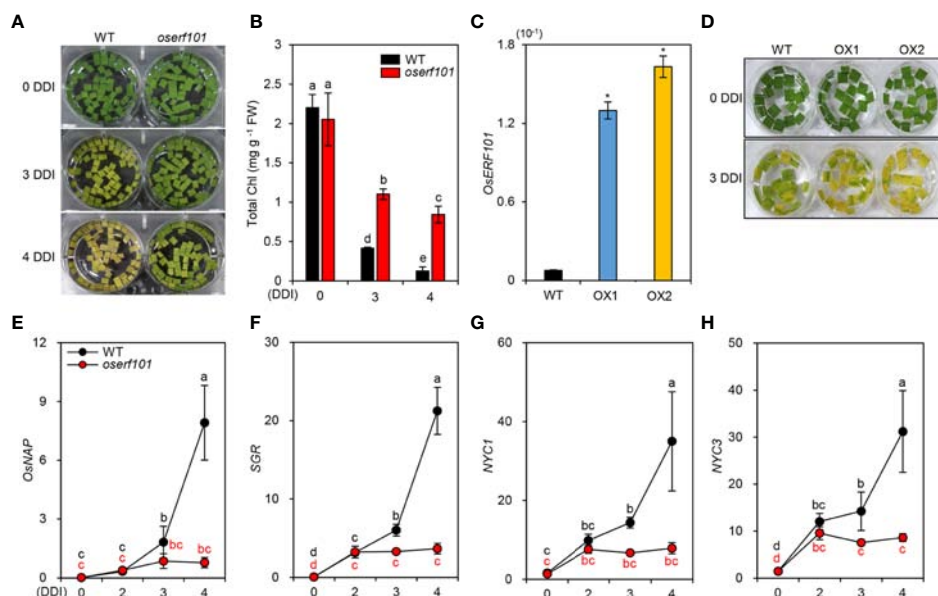 A
WT oserf101
0 DDI
3 DDI
4 DDI
B
WT
oserf101
Total Chl (mg g -1 FW)
3
2.5
2
1.5
1
0.5
0
a a
b
c
d
e
(DDI) 0 3 4
C
(10-1)
OsERF101
1.8
1.2
0.6
0
*
*
WT OX1 OX2
D
WT OX1 OX2
0 DDI
3 DDI
E
WT
oserf101
OsNAP
12
9
6
3
0
a
b
c c
c c bc bc
(DDI) 0 2 3 4
F
SGR
30
20
10
0
a
b
c
d
d c c c
0 2 3 4
G
NYC1
60
40
20
0
a
b
bc
c
c bc bc bc
0 2 3 4
H
NYC3
50
40
30
20
10
0
a
b
bc
d
d bc c c
0 2 3 4